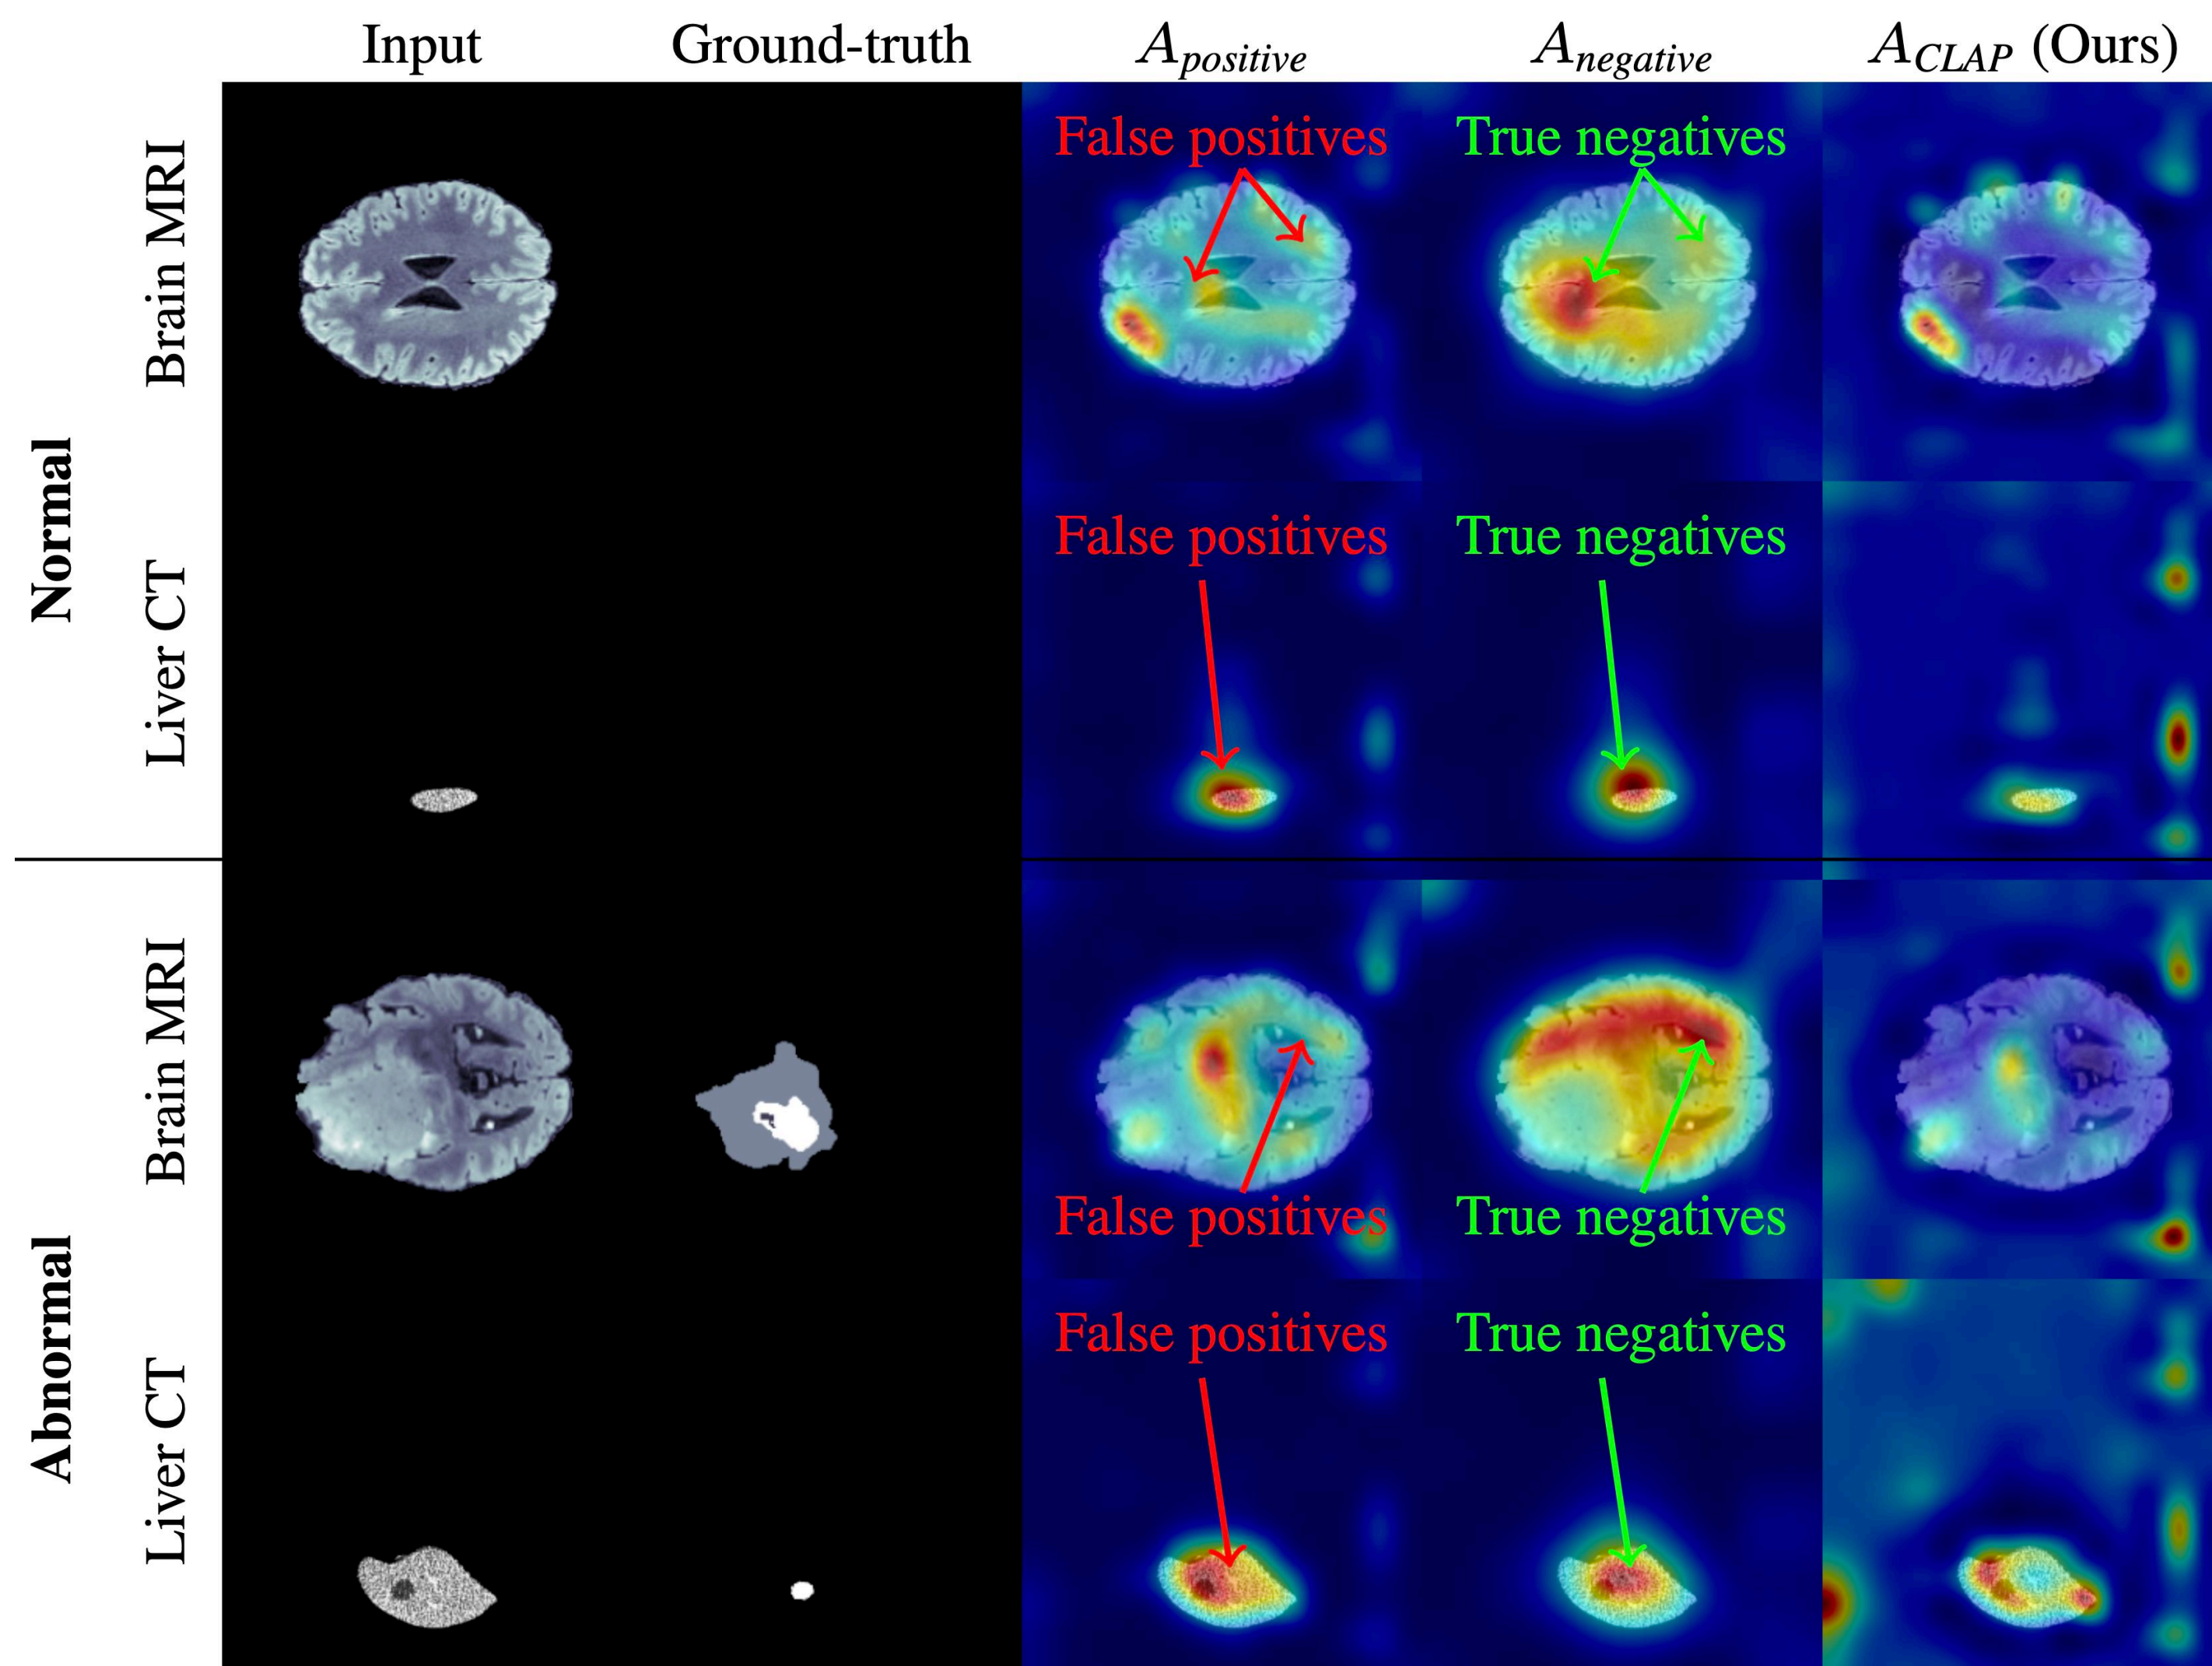 Input Ground-truth A_positive A_negative A_CLAP (Ours)
Normal
Brain MRI
False positives True negatives
Liver CT
False positives True negatives
Abnormal
Brain MRI
False positives True negatives
Liver CT
False positives True negatives